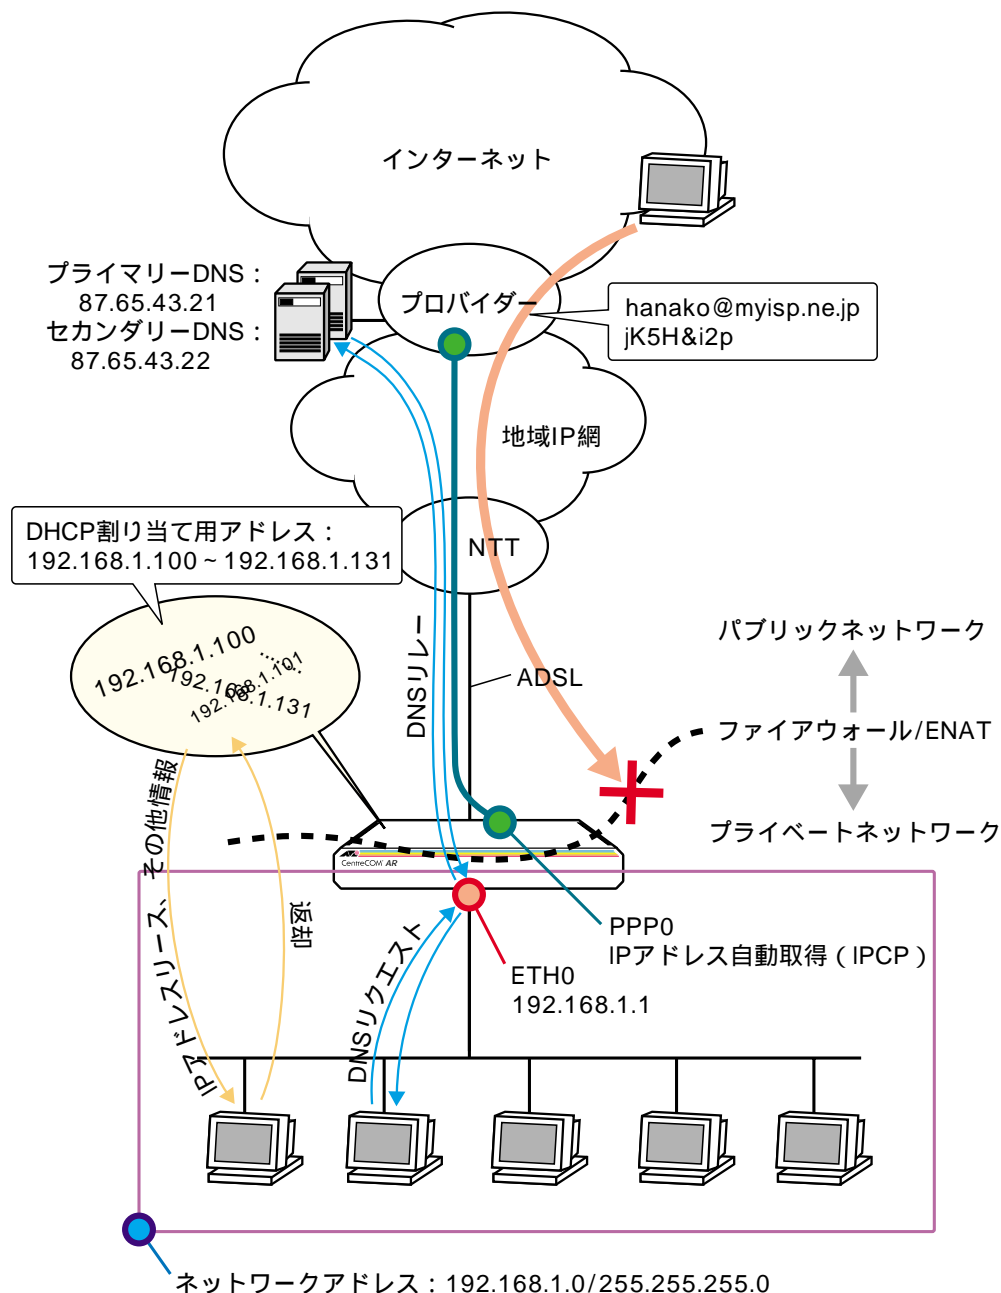 インターネット
プライマリーDNS：
87.65.43.21
セカンダリーDNS：
87.65.43.22
プロバイダー
hanako@myisp.ne.jp
jK5H&i2p
地域IP網
DHCP割り当て用アドレス：
192.168.1.100 ~ 192.168.1.131
NTT
192.168.1.100
……
192.168.1.101
192.168.1.131
DNSリレー
ADSL
パブリックネットワーク
ファイアウォール/ENAT
プライベートネットワーク
CentreCOM AR
IPアドレスリース、その他情報
返却
DNSリクエスト
PPP0
IPアドレス自動取得（IPCP）
ETH0
192.168.1.1
ネットワークアドレス：192.168.1.0/255.255.255.0